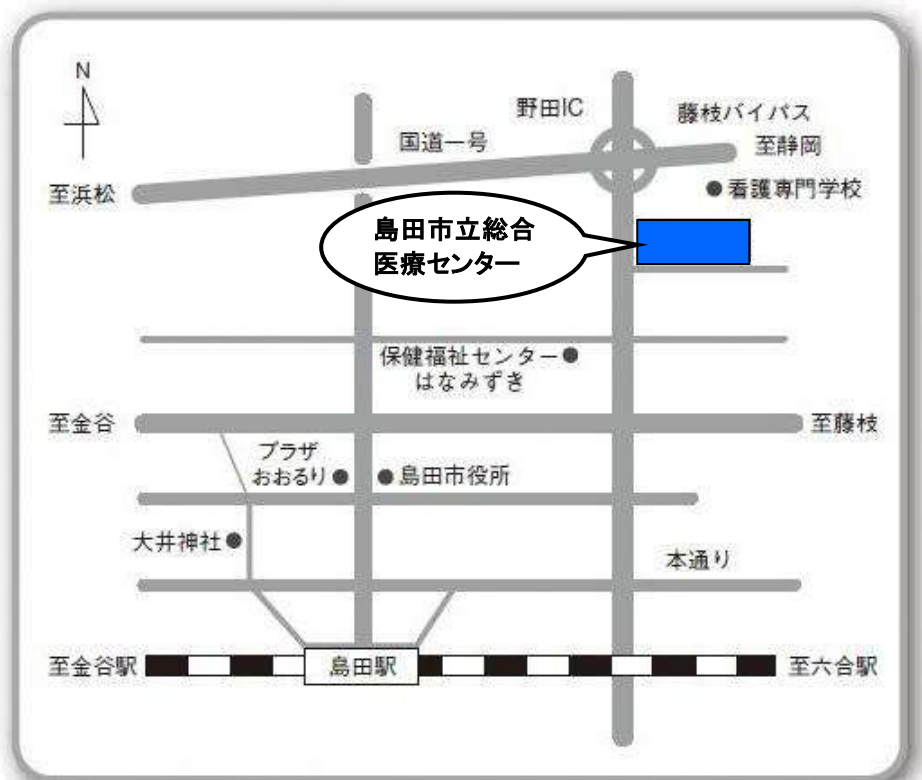 N
野田IC
藤枝バイパス
国道一号
至静岡
至浜松
看護専門学校
島田市立総合
医療センター
保健福祉センター
はなみずき
至金谷
至藤枝
プラザ
おおるり
島田市役所
大井神社
本通り
至金谷駅
島田駅
至六合駅